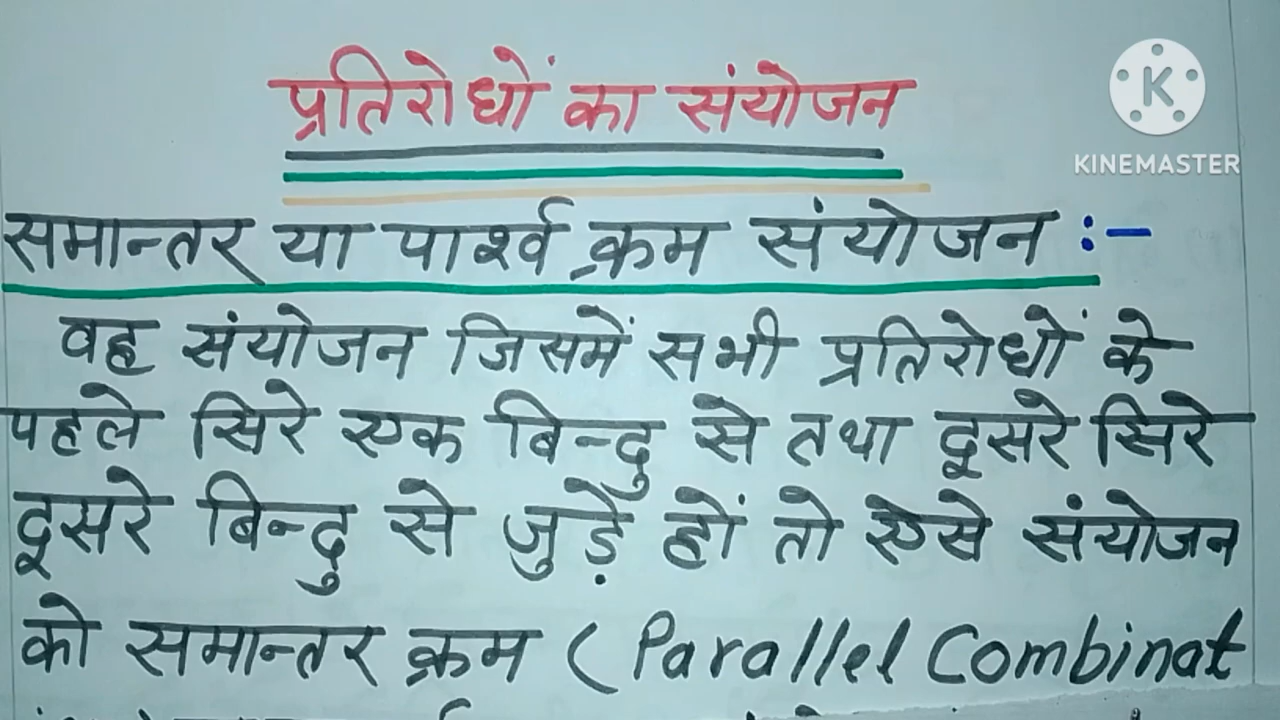 प्रतिरोधों का संयोजन
KINEMASTER
समान्तर या पार्श्व क्रम संयोजन :-
वह संयोजन जिसमें सभी प्रतिरोधों के
पहले सिरे एक बिन्दु से तथा दूसरे सिरे
दूसरे बिन्दु से जुड़े हों तो ऐसे संयोजन
को समान्तर क्रम ( Parallel Combinat